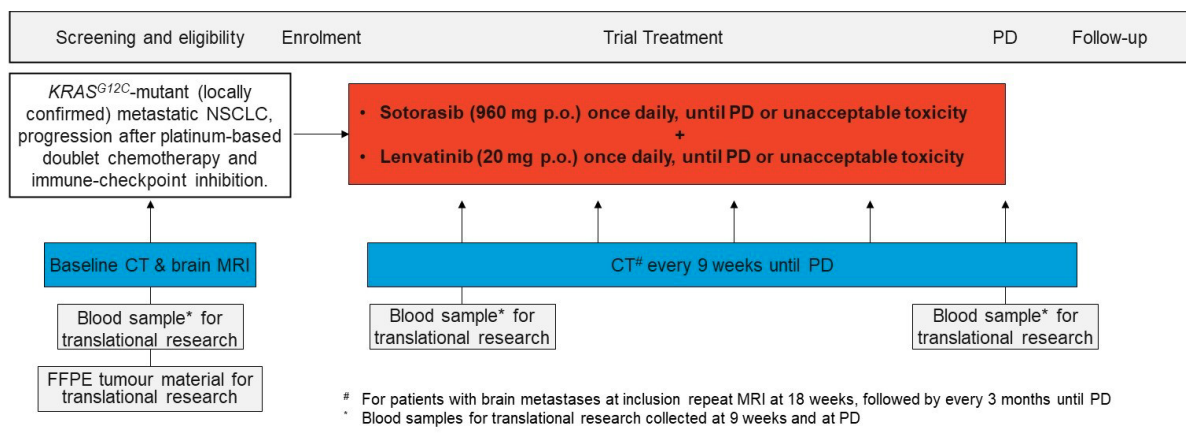 Screening and eligibility Enrolment Trial Treatment PD Follow-up
KRAS^G12C-mutant (locally
confirmed) metastatic NSCLC,
progression after platinum-based
doublet chemotherapy and
immune-checkpoint inhibition.
• Sotorasib (960 mg p.o.) once daily, until PD or unacceptable toxicity
+
• Lenvatinib (20 mg p.o.) once daily, until PD or unacceptable toxicity
Baseline CT & brain MRI
CT# every 9 weeks until PD
Blood sample* for
translational research
FFPE tumour material for
translational research
Blood sample* for
translational research
Blood sample* for
translational research
# For patients with brain metastases at inclusion repeat MRI at 18 weeks, followed by every 3 months until PD
* Blood samples for translational research collected at 9 weeks and at PD